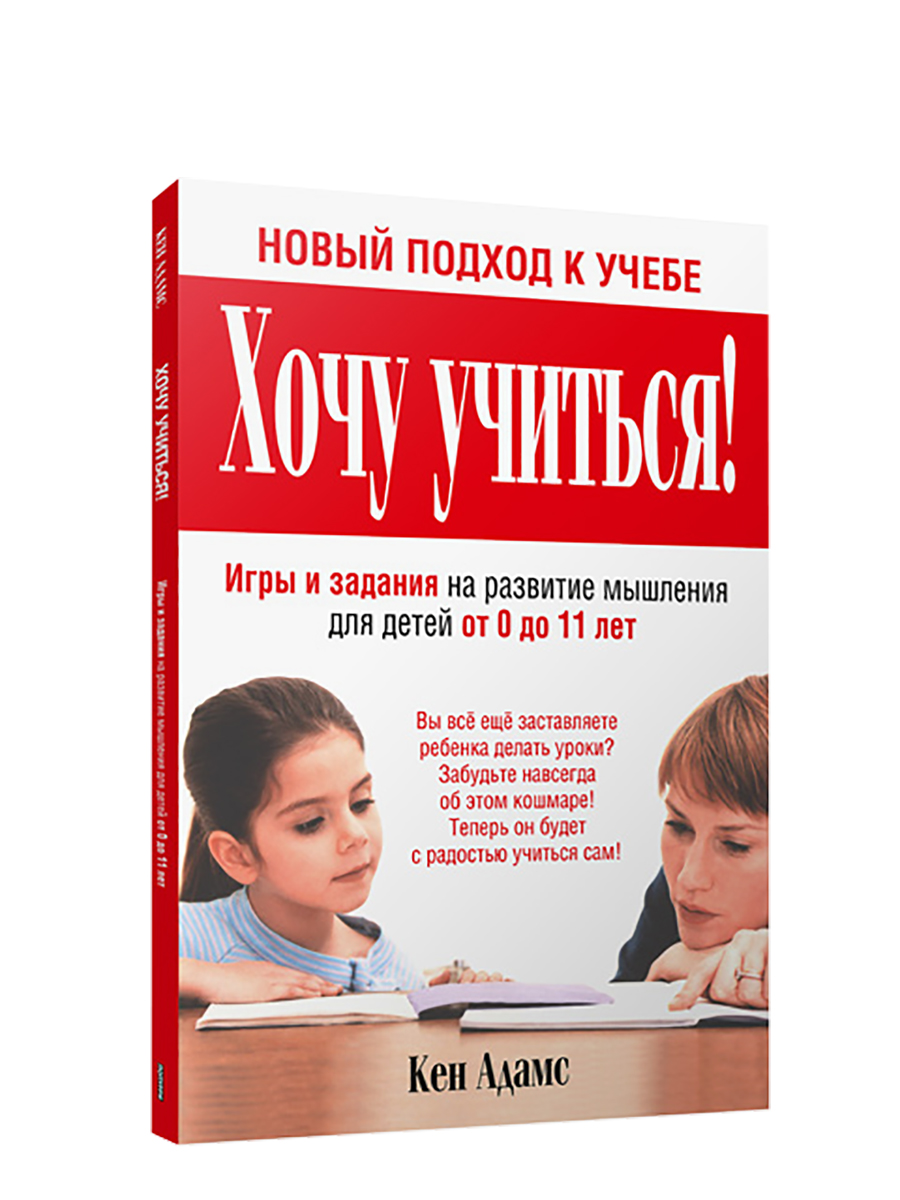 НОВЫЙ ПОДХОД К УЧЕБЕ
Хочу учиться!
Игры и задания на развитие мышления
для детей от 0 до 11 лет
Вы всё ещё заставляете
ребенка делать уроки?
Забудьте навсегда
об этом кошмаре!
Теперь он будет
с радостью учиться сам!
Кен Адамс
КЕН АДАМС
ХОЧУ УЧИТЬСЯ!
Игры и задания на развитие мышления для детей от 0 до 11 лет